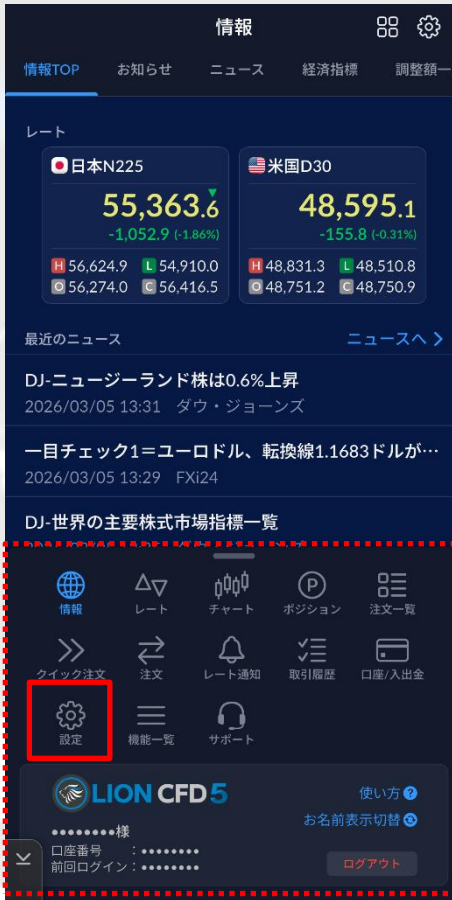 情報
情報TOP お知らせ ニュース 経済指標 調整額一
レート
日本N225
55,363.6
-1,052.9 (-1.86%)
H 56,624.9 L 54,910.0
O 56,274.0 C 56,416.5
米国D30
48,595.1
-155.8 (-0.31%)
H 48,831.3 L 48,510.8
O 48,751.2 C 48,750.9
最近のニュース ニュースへ
DJ-ニュージーランド株は0.6%上昇
2026/03/05 13:31 ダウ・ジョーンズ
一目チェック1＝ユーロドル、転換線1.1683ドルが…
2026/03/05 13:29 FXi24
DJ-世界の主要株式市場指標一覧
情報 レート チャート ポジション 注文一覧
クイック注文 注文 レート通知 取引履歴 口座/入出金
設定 機能一覧 サポート
LION CFD 5
使い方
お名前表示切替
••••••••様
口座番号 : ••••••••
前回ログイン : ••••••••
ログアウト